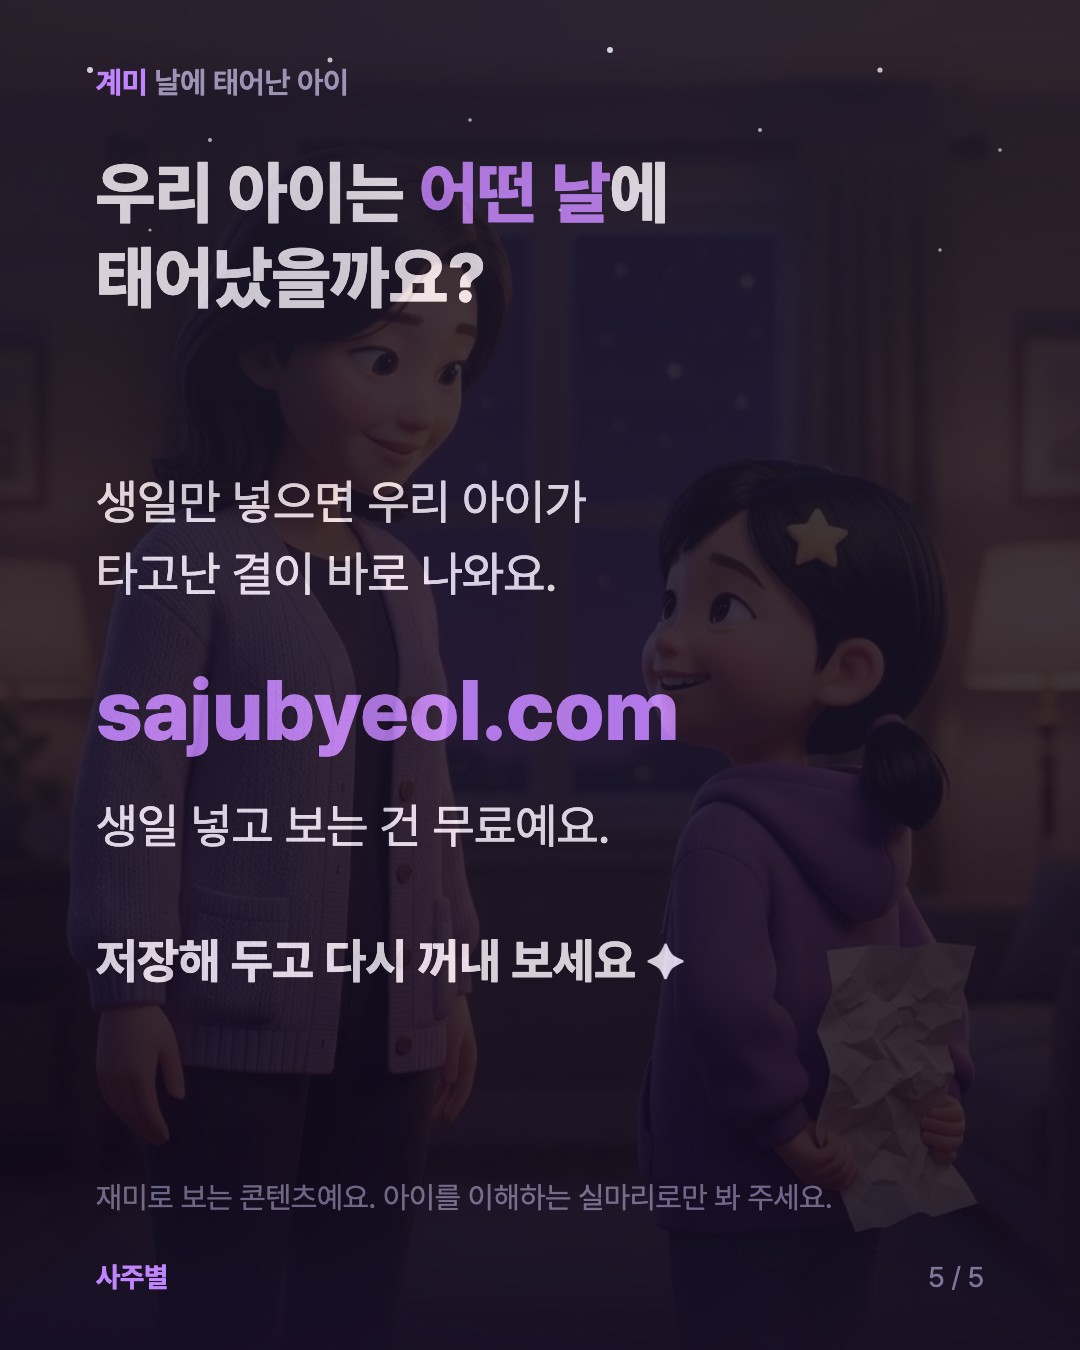 계미 날에 태어난 아이
우리 아이는 어떤 날에
태어났을까요?
생일만 넣으면 우리 아이가
타고난 결이 바로 나와요.
sajubyeol.com
생일 넣고 보는 건 무료예요.
저장해 두고 다시 꺼내 보세요 ✦
재미로 보는 콘텐츠예요. 아이를 이해하는 실마리로만 봐 주세요.
사주별
5 / 5